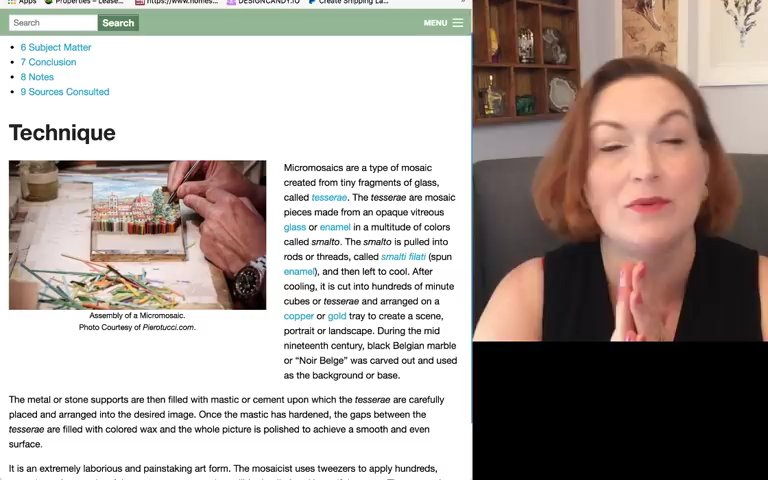 Apps Properties – Lease... https://www.homes... DESIGNCANDY.IO Create Shipping La...
Search Search MENU
6 Subject Matter
7 Conclusion
8 Notes
9 Sources Consulted
Technique
Micromosaics are a type of mosaic
created from tiny fragments of glass,
called tesserae. The tesserae are mosaic
pieces made from an opaque vitreous
glass or enamel in a multitude of colors
called smalto. The smalto is pulled into
rods or threads, called smalti filati (spun
enamel), and then left to cool. After
cooling, it is cut into hundreds of minute
cubes or tesserae and arranged on a
copper or gold tray to create a scene,
portrait or landscape. During the mid
nineteenth century, black Belgian marble
or “Noir Belge” was carved out and used
as the background or base.
Assembly of a Micromosaic.
Photo Courtesy of Pierotucci.com.
The metal or stone supports are then filled with mastic or cement upon which the tesserae are carefully
placed and arranged into the desired image. Once the mastic has hardened, the gaps between the
tesserae are filled with colored wax and the whole picture is polished to achieve a smooth and even
surface.
It is an extremely laborious and painstaking art form. The mosaicist uses tweezers to apply hundreds,